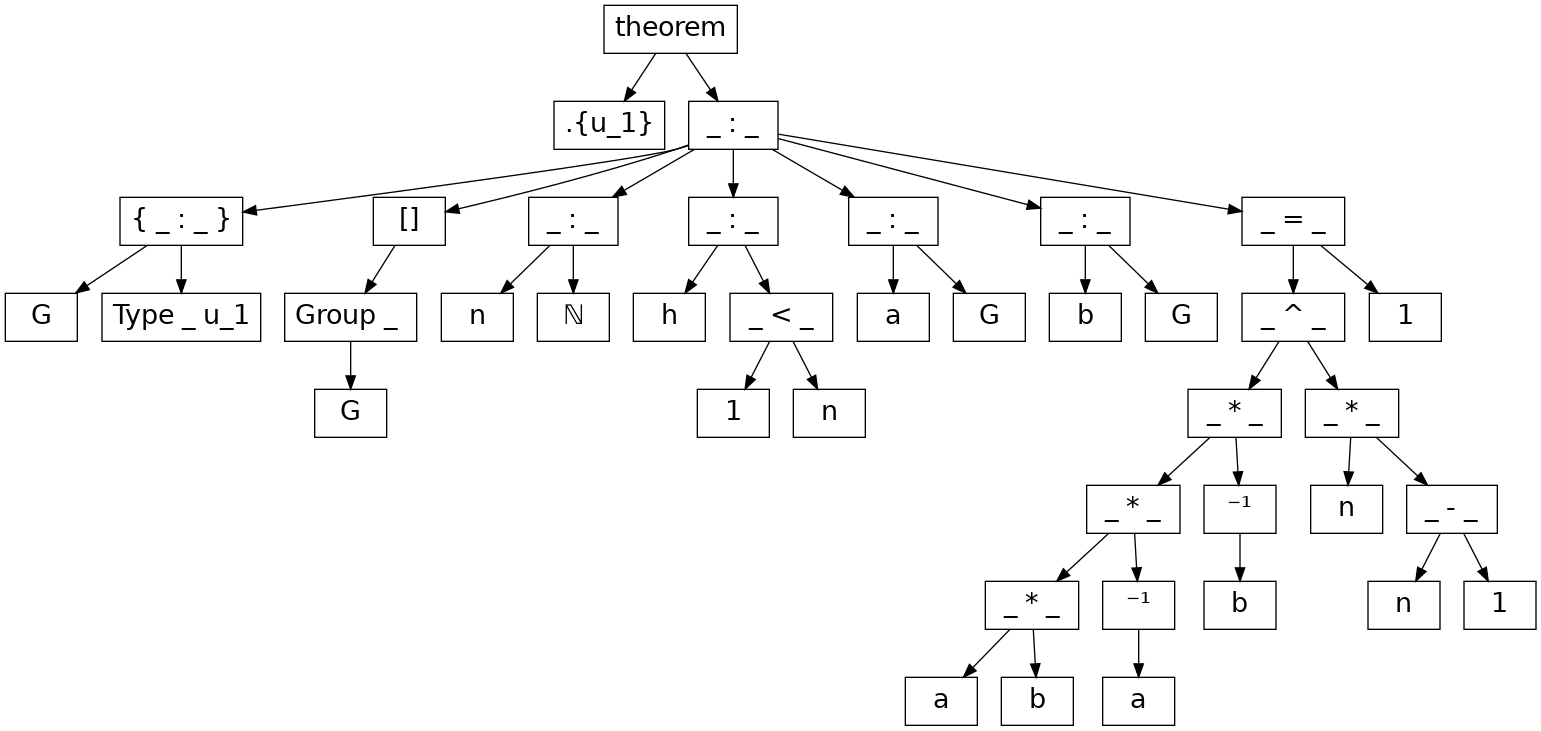 theorem
.{u_1} _ : _
{ _ : _ } [] _ : _ _ : _ _ : _ _ : _ _ = _
G Type _ u_1 Group _ n ℕ h _ < _ a G b G _ ^ _ 1
G 1 n _ * _ _ * _
_ * _ ⁻¹ n _ - _
_ * _ ⁻¹ b n 1
a b a